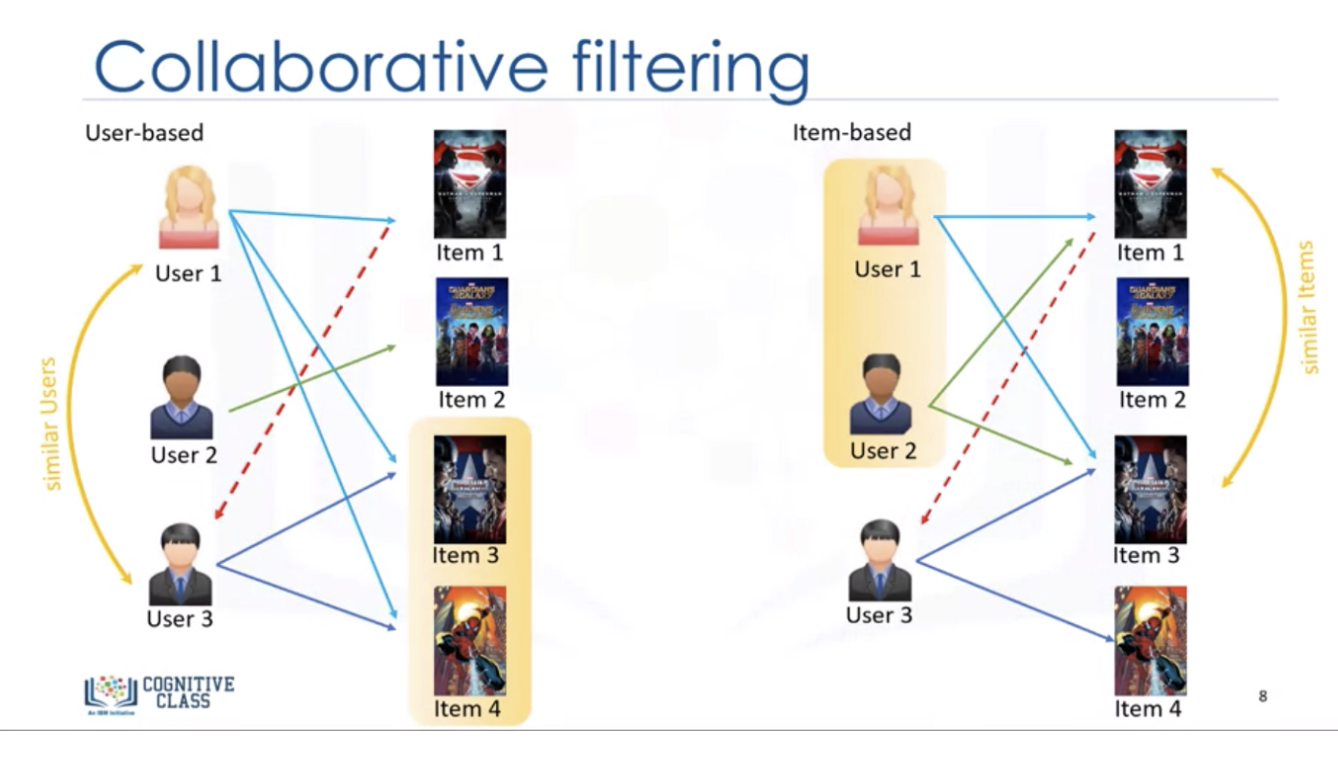 Collaborative filtering
User-based
User 1
User 2
User 3
similar Users
Item 1
Item 2
Item 3
Item 4
Item-based
User 1
User 2
User 3
Item 1
Item 2
Item 3
Item 4
similar Items
COGNITIVE
CLASS
An IBM Initiative
8